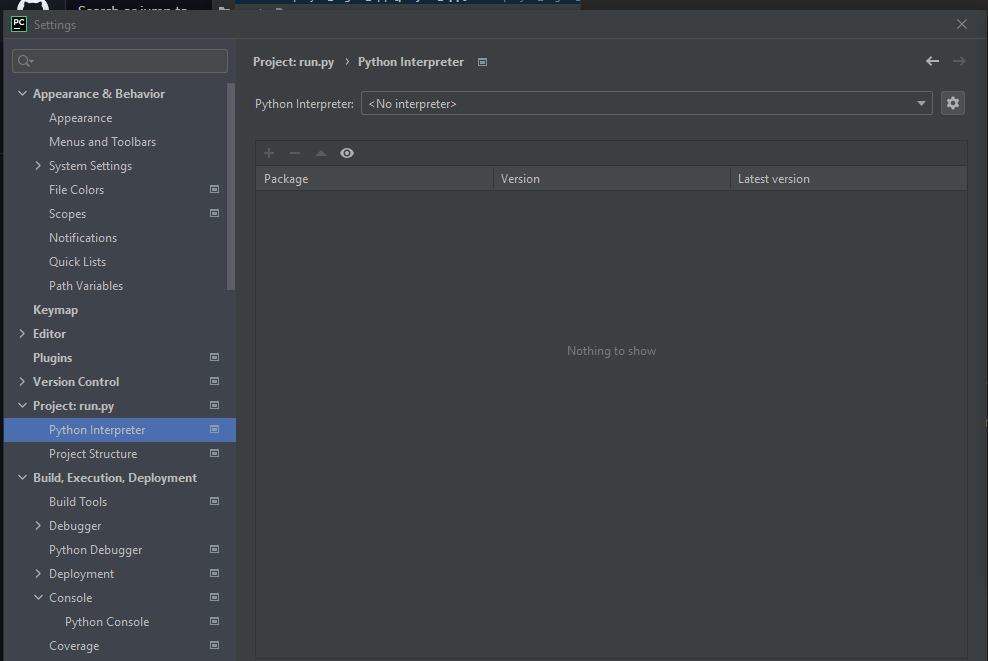 PC Settings
Project: run.py › Python Interpreter
Python Interpreter: <No interpreter>
Package Version Latest version
Nothing to show
Appearance & Behavior
Appearance
Menus and Toolbars
System Settings
File Colors
Scopes
Notifications
Quick Lists
Path Variables
Keymap
Editor
Plugins
Version Control
Project: run.py
Python Interpreter
Project Structure
Build, Execution, Deployment
Build Tools
Debugger
Python Debugger
Deployment
Console
Python Console
Coverage